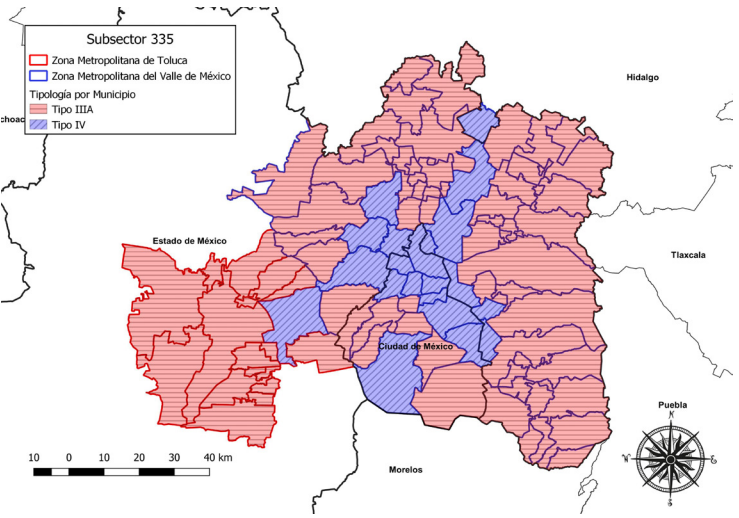 Subsector 335
Zona Metropolitana de Toluca
Zona Metropolitana del Valle de México
Tipología por Municipio
Tipo IIIA
Tipo IV
Hidalgo
Estado de México
Tlaxcala
Ciudad de México
Puebla
Morelos
10 0 10 20 30 40 km
N
W E
S